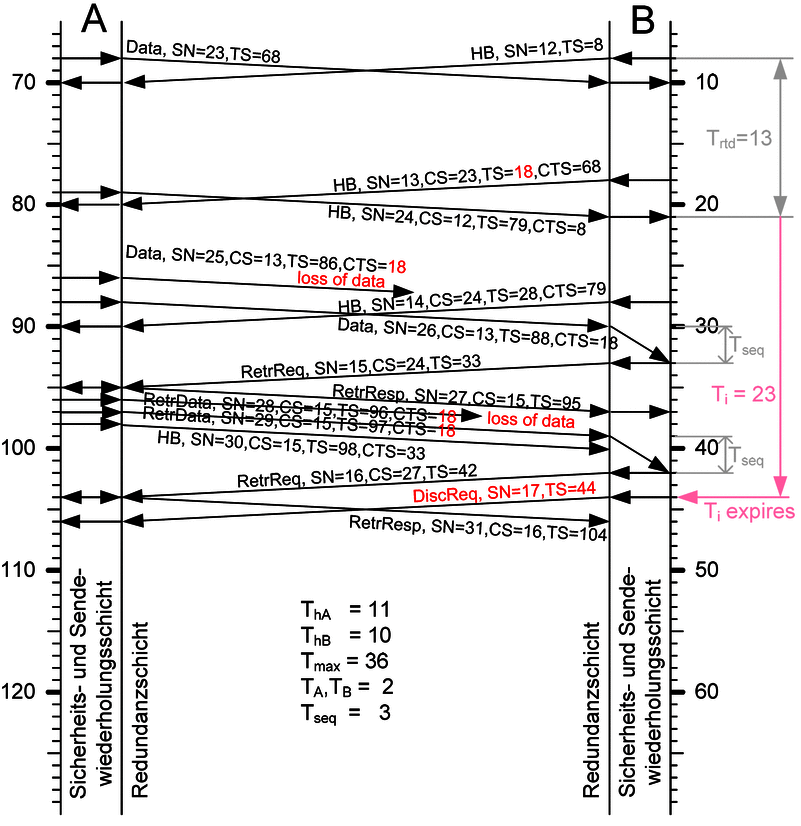 A
B
Data, SN=23,TS=68
HB, SN=12,TS=8
70
10
Trtd=13
HB, SN=13,CS=23,TS=18,CTS=68
80
20
HB, SN=24,CS=12,TS=79,CTS=8
Data, SN=25,CS=13,TS=86,CTS=18
loss of data
HB, SN=14,CS=24,TS=28,CTS=79
90
30
Data, SN=26,CS=13,TS=88,CTS=18
Tseq
RetrReq, SN=15,CS=24,TS=33
RetrResp, SN=27,CS=15,TS=95
Ti = 23
RetrData, SN=28,CS=15,TS=96,CTS=18
loss of data
RetrData, SN=29,CS=15,TS=97,CTS=18
HB, SN=30,CS=15,TS=98,CTS=33
100
40
Tseq
RetrReq, SN=16,CS=27,TS=42
DiscReq, SN=17,TS=44
Ti expires
RetrResp, SN=31,CS=16,TS=104
110
50
ThA = 11
ThB = 10
Tmax = 36
TA,TB = 2
Tseq = 3
120
60
Sicherheits- und Sende-
wiederholungsschicht
Redundanzschicht
Redundanzschicht
Sicherheits- und Sende-
wiederholungsschicht